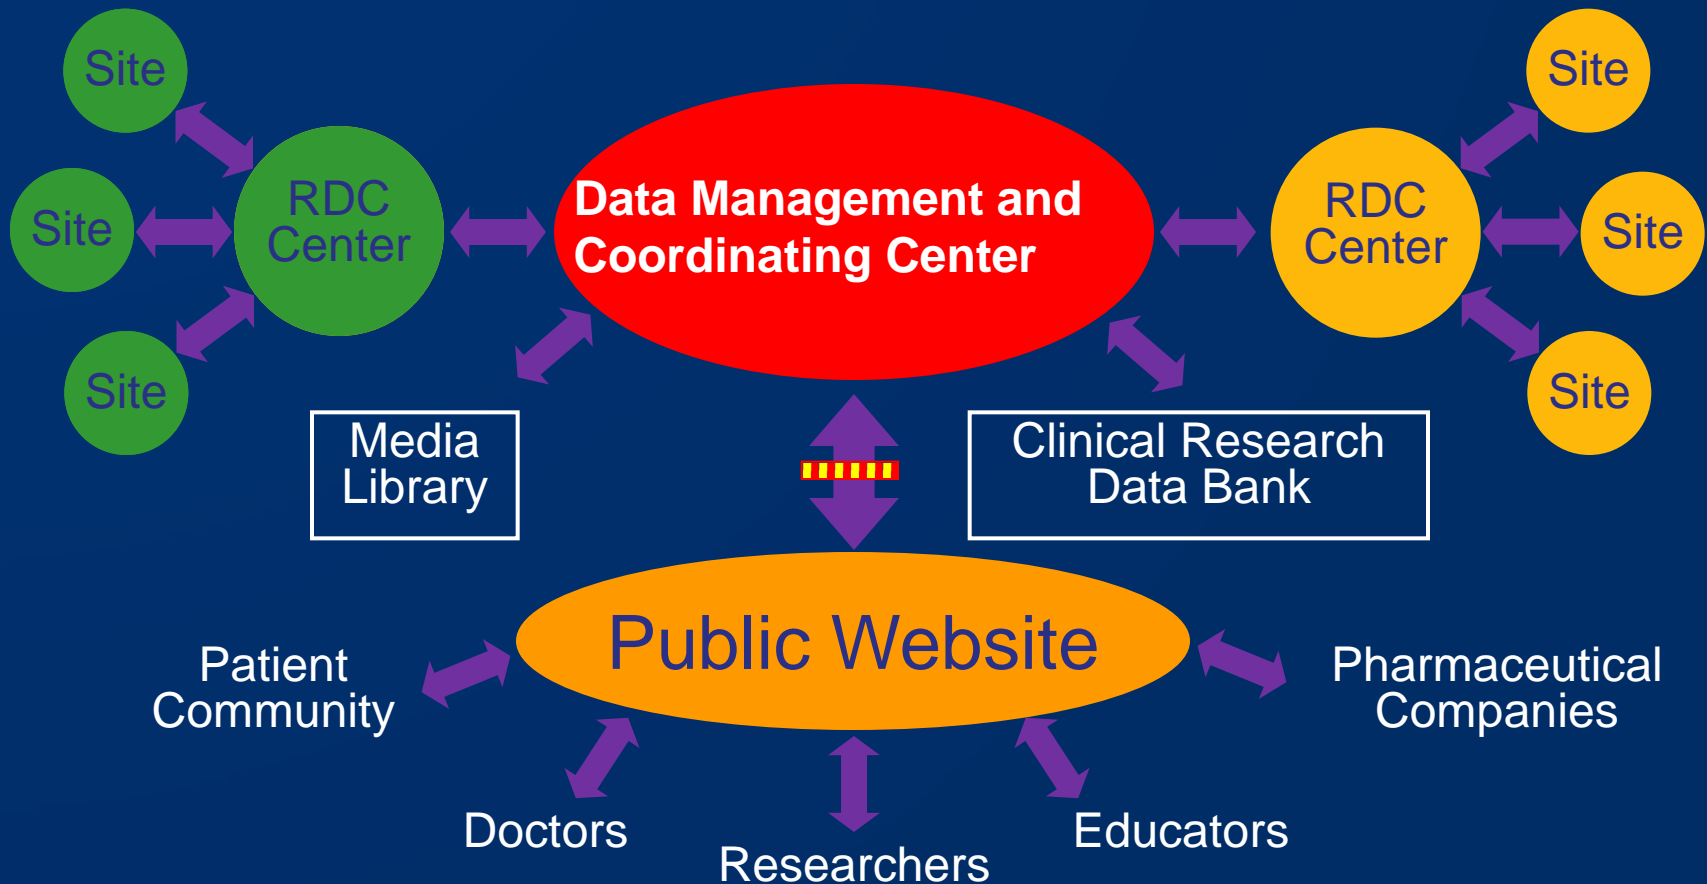 Site
Site
RDC
Center
Data Management and
Coordinating Center
RDC
Center
Site
Site
Site
Site
Media
Library
Clinical Research
Data Bank
Public Website
Patient
Community
Pharmaceutical
Companies
Doctors
Educators
Researchers